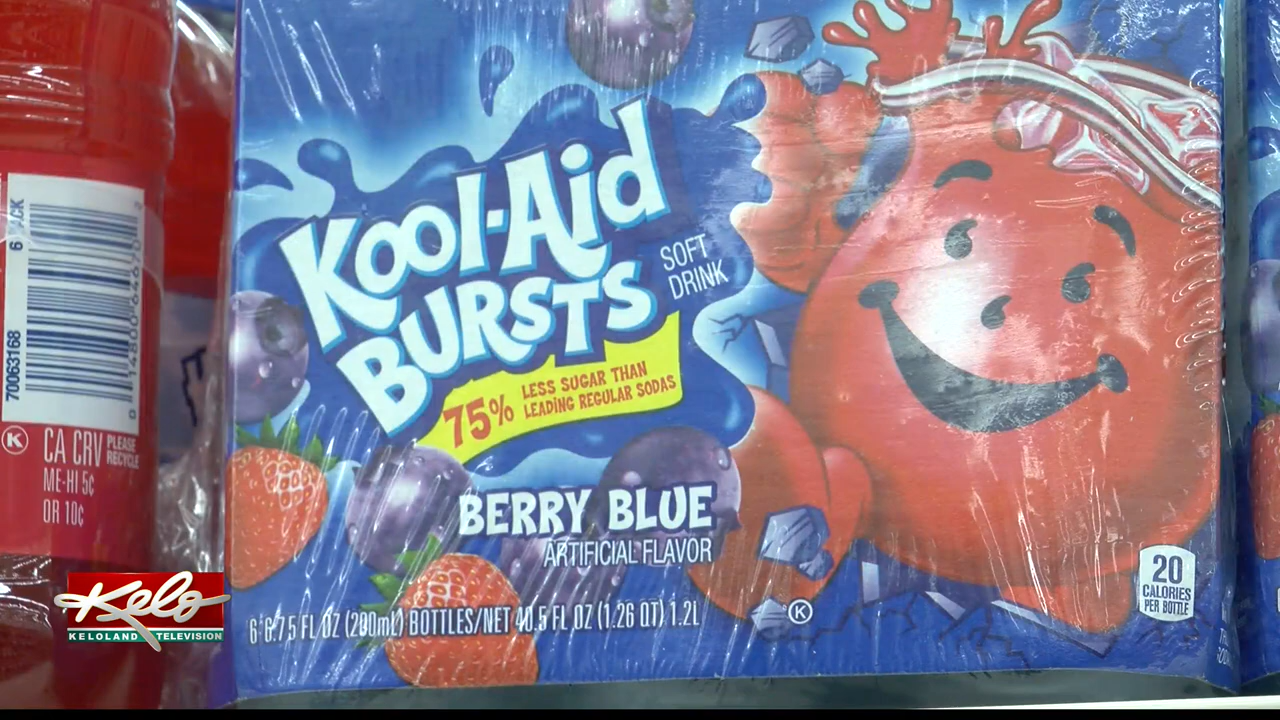 6 PACK
70063168
K
CA CRV
PLEASE
RECYCLE
ME-HI 5¢
OR 10¢
Kool-Aid
BURSTS
SOFT
DRINK
75%
LESS SUGAR THAN
LEADING REGULAR SODAS
BERRY BLUE
ARTIFICIAL FLAVOR
6 6.75 FL OZ (200mL) BOTTLES/NET 40.5 FL OZ (1.26 QT) 1.2L
K
20
CALORIES
PER BOTTLE
Kelo
KELOLAND TELEVISION